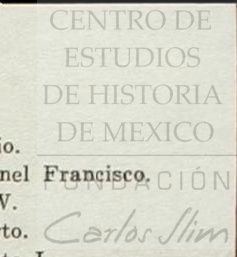 CENTRO DE
ESTUDIOS
DE HISTORIA
DE MEXICO
io.
nel Francisco.
FUNDACIÓN
V.
rto.
Carlos Slim